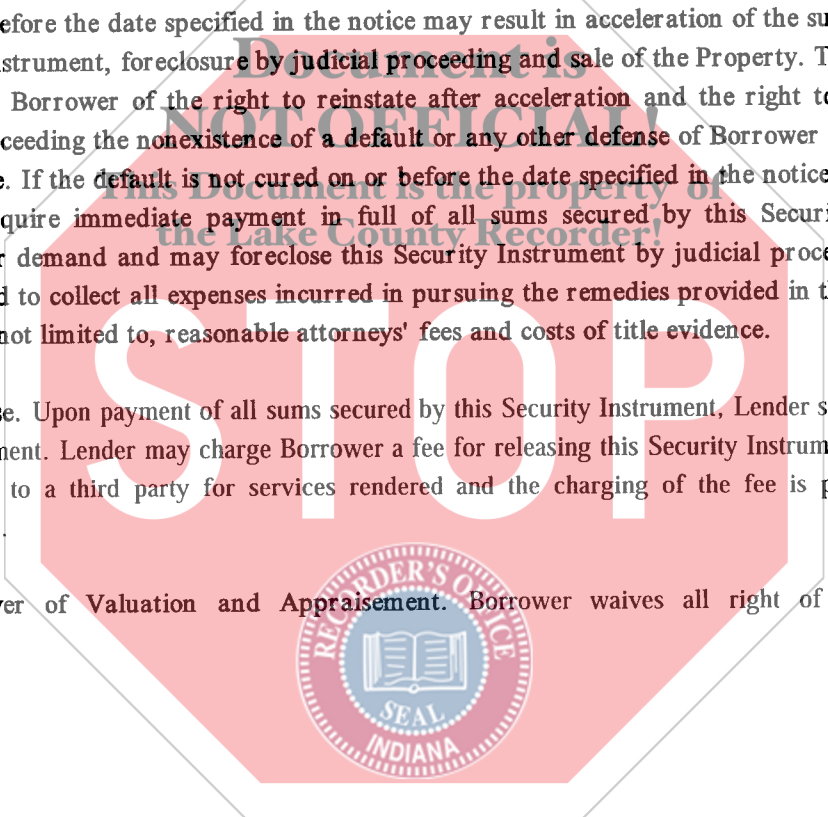 efore the date specified in the notice may result in acceleration of the su
strument, foreclosure by judicial proceeding and sale of the Property. T
Borrower of the right to reinstate after acceleration and the right to
ceeding the nonexistence of a default or any other defense of Borrower
e. If the default is not cured on or before the date specified in the notice
quire immediate payment in full of all sums secured by this Securi
r demand and may foreclose this Security Instrument by judicial proce
d to collect all expenses incurred in pursuing the remedies provided in th
not limited to, reasonable attorneys' fees and costs of title evidence.
se. Upon payment of all sums secured by this Security Instrument, Lender s
nent. Lender may charge Borrower a fee for releasing this Security Instrum
to a third party for services rendered and the charging of the fee is p
.
ver of Valuation and Appraisement. Borrower waives all right of
Document is
NOT OFFICIAL!
This Document is the property of
the Lake County Recorder!
STOP
RECORDER'S OFFICE
SEAL
INDIANA